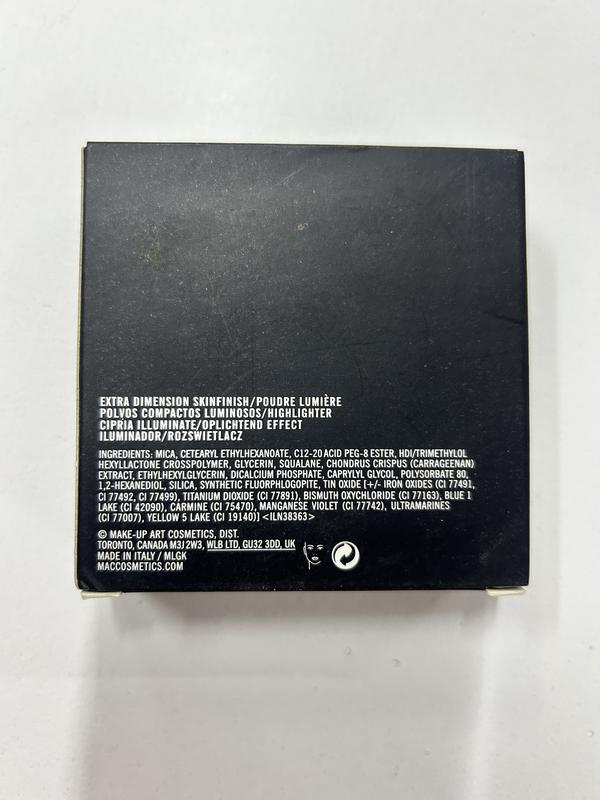 EXTRA DIMENSION SKINFINISH/POUDRE LUMIÈRE
POLVOS COMPACTOS LUMINOSOS/HIGHLIGHTER
CIPRIA ILLUMINATE/OPLICHTEND EFFECT
ILUMINADOR/ROZSWIETLACZ
INGREDIENTS: MICA, CETEARYL ETHYLHEXANOATE, C12-20 ACID PEG-8 ESTER, HDI/TRIMETHYLOL
HEXYLLACTONE CROSSPOLYMER, GLYCERIN, SQUALANE, CHONDRUS CRISPUS (CARRAGEENAN)
EXTRACT, ETHYLHEXYLGLYCERIN, DICALCIUM PHOSPHATE, CAPRYLYL GLYCOL, POLYSORBATE 80,
1,2-HEXANEDIOL, SILICA, SYNTHETIC FLUORPHLOGOPITE, TIN OXIDE [+/- IRON OXIDES (CI 77491,
CI 77492, CI 77499), TITANIUM DIOXIDE (CI 77891), BISMUTH OXYCHLORIDE (CI 77163), BLUE 1
LAKE (CI 42090), CARMINE (CI 75470), MANGANESE VIOLET (CI 77742), ULTRAMARINES
(CI 77007), YELLOW 5 LAKE (CI 19140)] <ILN38363>
© MAKE-UP ART COSMETICS, DIST.
TORONTO, CANADA M3J 2W3, WLB LTD, GU32 3DD, UK
MADE IN ITALY / MLGK
MACCOSMETICS.COM